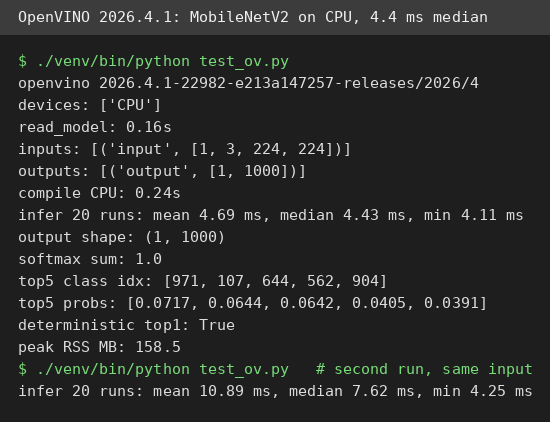 OpenVINO 2026.4.1: MobileNetV2 on CPU, 4.4 ms median
$ ./venv/bin/python test_ov.py
openvino 2026.4.1-22982-e213a147257-releases/2026/4
devices: ['CPU']
read_model: 0.16s
inputs: [('input', [1, 3, 224, 224])]
outputs: [('output', [1, 1000])]
compile CPU: 0.24s
infer 20 runs: mean 4.69 ms, median 4.43 ms, min 4.11 ms
output shape: (1, 1000)
softmax sum: 1.0
top5 class idx: [971, 107, 644, 562, 904]
top5 probs: [0.0717, 0.0644, 0.0642, 0.0405, 0.0391]
deterministic top1: True
peak RSS MB: 158.5
$ ./venv/bin/python test_ov.py   # second run, same input
infer 20 runs: mean 10.89 ms, median 7.62 ms, min 4.25 ms